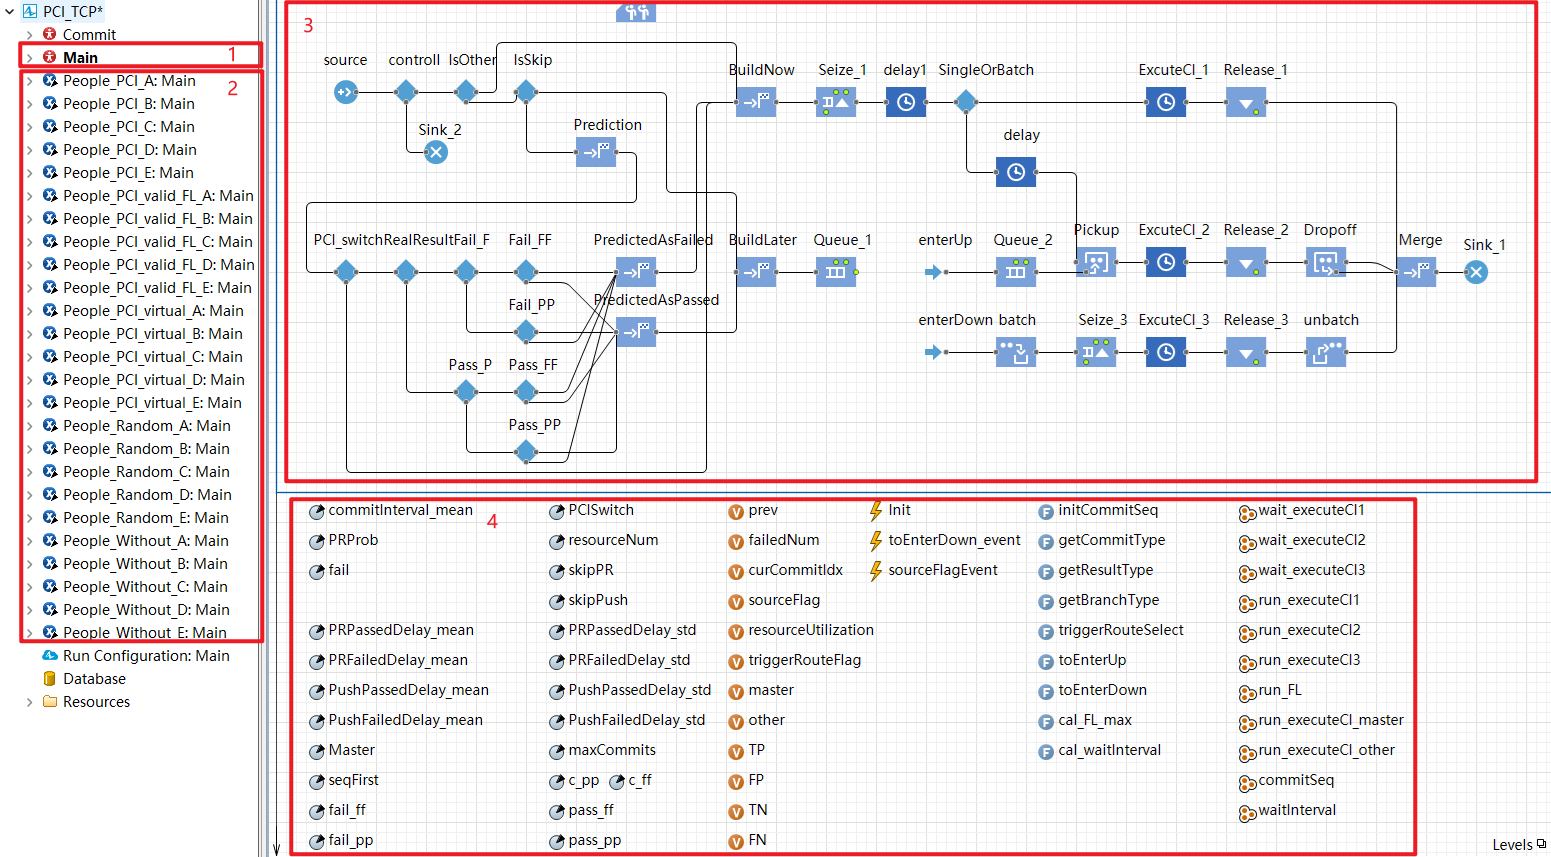 PCI_TCP*
Commit
Main
1
People_PCI_A: Main
2
People_PCI_B: Main
People_PCI_C: Main
People_PCI_D: Main
People_PCI_E: Main
People_PCI_valid_FL_A: Main
People_PCI_valid_FL_B: Main
People_PCI_valid_FL_C: Main
People_PCI_valid_FL_D: Main
People_PCI_valid_FL_E: Main
People_PCI_virtual_A: Main
People_PCI_virtual_B: Main
People_PCI_virtual_C: Main
People_PCI_virtual_D: Main
People_PCI_virtual_E: Main
People_Random_A: Main
People_Random_B: Main
People_Random_C: Main
People_Random_D: Main
People_Random_E: Main
People_Without_A: Main
People_Without_B: Main
People_Without_C: Main
People_Without_D: Main
People_Without_E: Main
Run Configuration: Main
Database
Resources
3
source controll IsOther IsSkip
BuildNow Seize_1 delay1 SingleOrBatch ExcuteCI_1 Release_1
Sink_2 Prediction delay
PCI_switch RealResult Fail_F Fail_FF PredictedAsFailed BuildLater Queue_1 enterUp Queue_2 Pickup ExcuteCI_2 Release_2 Dropoff Merge Sink_1
Fail_PP PredictedAsPassed enterDown batch Seize_3 ExcuteCI_3 Release_3 unbatch
Pass_P Pass_FF
Pass_PP
4
commitInterval_mean PCISwitch prev Init initCommitSeq wait_executeCI1
PRProb resourceNum failedNum toEnterDown_event getCommitType wait_executeCI2
fail skipPR curCommitIdx sourceFlagEvent getResultType wait_executeCI3
skipPush sourceFlag getBranchType run_executeCI1
PRPassedDelay_mean PRPassedDelay_std resourceUtilization triggerRouteSelect run_executeCI2
PRFailedDelay_mean PRFailedDelay_std triggerRouteFlag toEnterUp run_executeCI3
PushPassedDelay_mean PushPassedDelay_std master toEnterDown run_FL
PushFailedDelay_mean PushFailedDelay_std other cal_FL_max run_executeCI_master
Master maxCommits TP cal_waitInterval run_executeCI_other
seqFirst c_pp c_ff FP commitSeq
fail_ff pass_ff TN waitInterval
fail_pp pass_pp FN
Levels